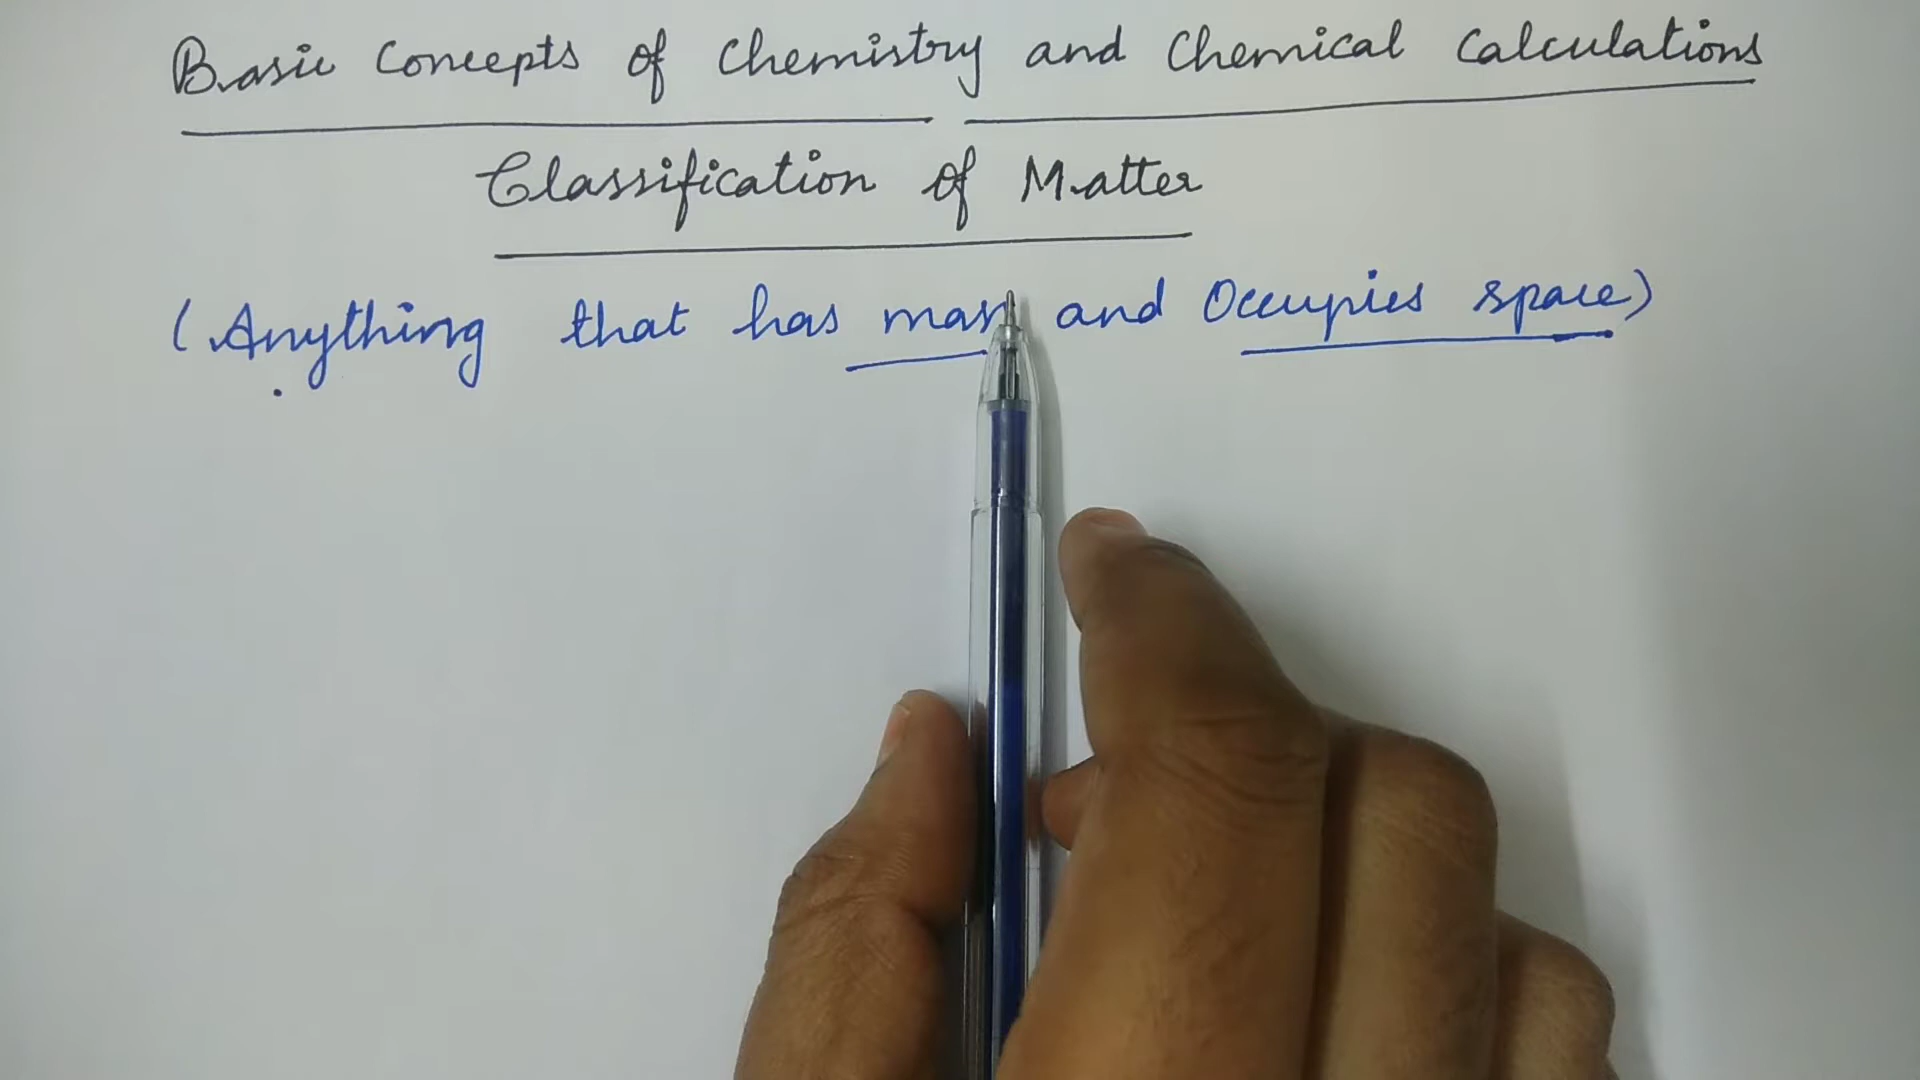 Basic Concepts of Chemistry and Chemical Calculations
Classification of Matter
(Anything that has mass and Occupies space)